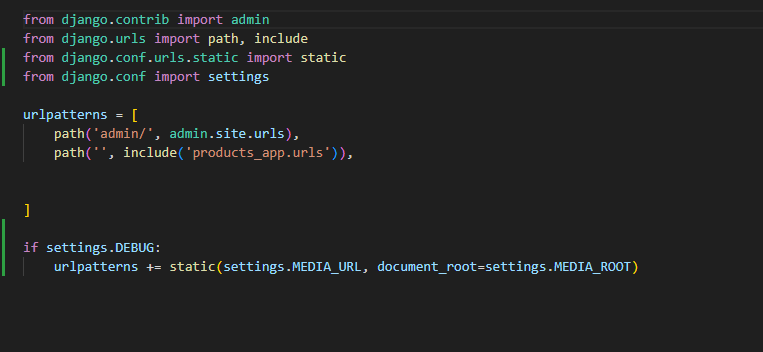 from django.contrib import admin
from django.urls import path, include
from django.conf.urls.static import static
from django.conf import settings
urlpatterns = [
    path('admin/', admin.site.urls),
    path('', include('products_app.urls')),
]
if settings.DEBUG:
    urlpatterns += static(settings.MEDIA_URL, document_root=settings.MEDIA_ROOT)